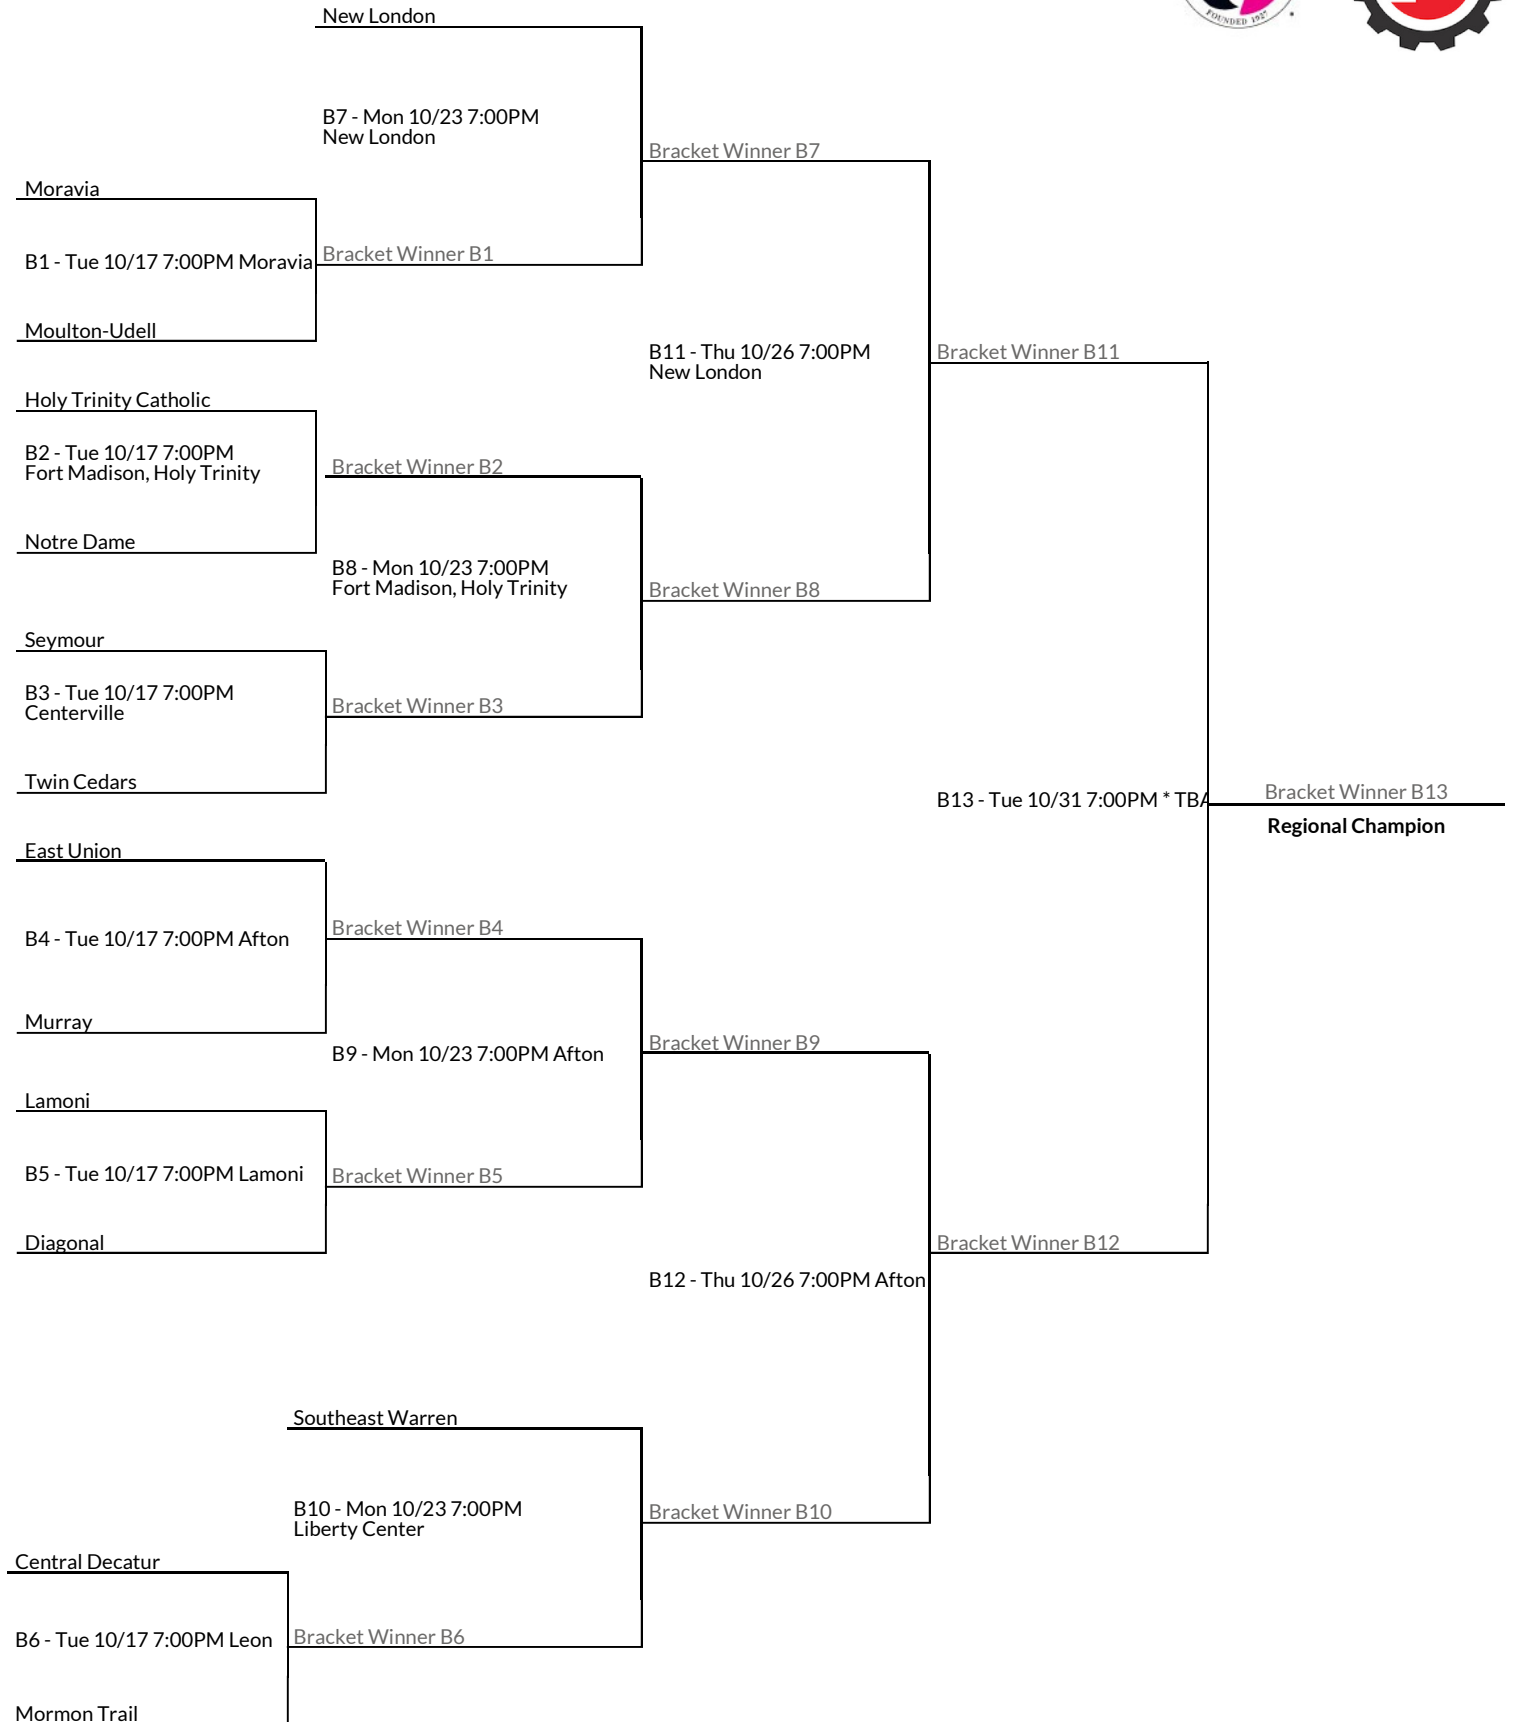 New London
B7 - Mon 10/23 7:00PM
New London
Bracket Winner B7
Moravia
B1 - Tue 10/17 7:00PM Moravia
Bracket Winner B1
Moulton-Udell
B11 - Thu 10/26 7:00PM
New London
Bracket Winner B11
Holy Trinity Catholic
B2 - Tue 10/17 7:00PM
Fort Madison, Holy Trinity
Bracket Winner B2
Notre Dame
B8 - Mon 10/23 7:00PM
Fort Madison, Holy Trinity
Bracket Winner B8
Seymour
B3 - Tue 10/17 7:00PM
Centerville
Bracket Winner B3
Twin Cedars
B13 - Tue 10/31 7:00PM * TBA
Bracket Winner B13
Regional Champion
East Union
B4 - Tue 10/17 7:00PM Afton
Bracket Winner B4
Murray
B9 - Mon 10/23 7:00PM Afton
Bracket Winner B9
Lamoni
B5 - Tue 10/17 7:00PM Lamoni
Bracket Winner B5
Diagonal
Bracket Winner B12
B12 - Thu 10/26 7:00PM Afton
Southeast Warren
B10 - Mon 10/23 7:00PM
Liberty Center
Bracket Winner B10
Central Decatur
B6 - Tue 10/17 7:00PM Leon
Bracket Winner B6
Mormon Trail
FOUNDED 1927